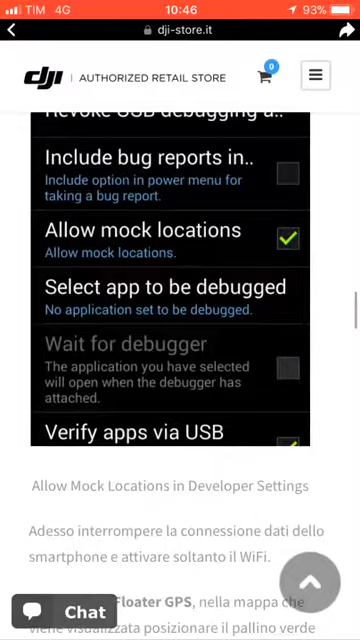 TIM 4G 10:46 93%
dji-store.it
dji AUTHORIZED RETAIL STORE 0
Revoke USB debugging a..
Include bug reports in..
Include option in power menu for
taking a bug report.
Allow mock locations
Allow mock locations.
Select app to be debugged
No application set to be debugged.
Wait for debugger
The application you have selected
will open when the debugger has
attached.
Verify apps via USB
Allow Mock Locations in Developer Settings
Adesso interrompere la connessione dati dello
smartphone e attivare soltanto il WiFi.
Floater GPS, nella mappa che
viene visualizzata posizionare il pallino verde
Chat